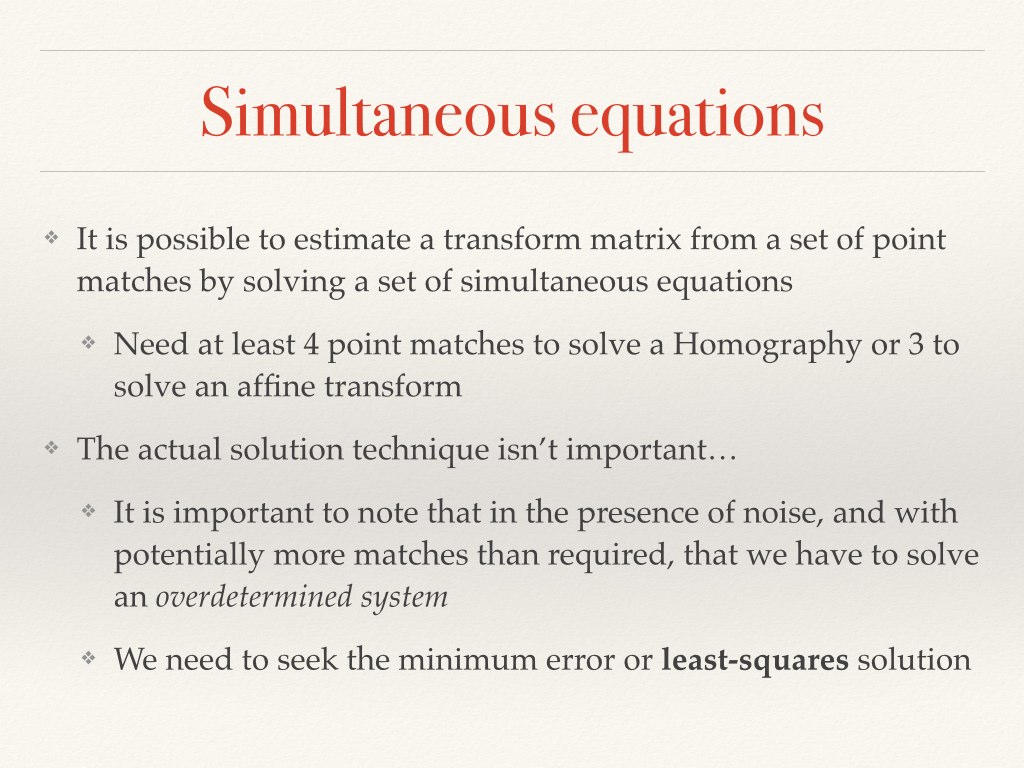 Simultaneous equations
❖ It is possible to estimate a transform matrix from a set of point
matches by solving a set of simultaneous equations
❖ Need at least 4 point matches to solve a Homography or 3 to
solve an affine transform
❖ The actual solution technique isn’t important…
❖ It is important to note that in the presence of noise, and with
potentially more matches than required, that we have to solve
an overdetermined system
❖ We need to seek the minimum error or least-squares solution